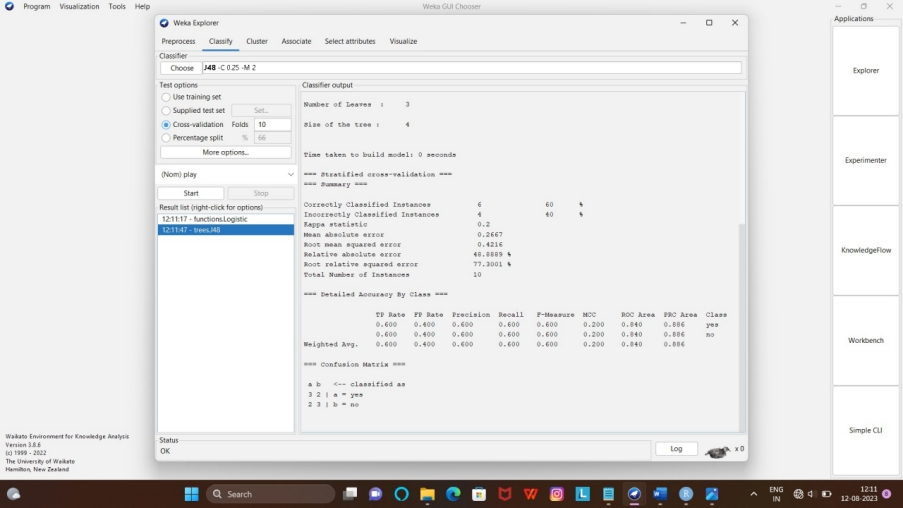 Program Visualization Tools Help
Weka GUI Chooser
Applications
Weka Explorer
Preprocess Classify Cluster Associate Select attributes Visualize
Classifier
Choose J48 -C 0.25 -M 2
Test options
Use training set
Supplied test set Set...
Cross-validation Folds 10
Percentage split % 66
More options...
(Nom) play
Start Stop
Result list (right-click for options)
12:11:17 - functions.Logistic
12:11:47 - trees.J48
Classifier output
Number of Leaves : 3
Size of the tree : 4
Time taken to build model: 0 seconds
=== Stratified cross-validation ===
=== Summary ===
Correctly Classified Instances 6 60 %
Incorrectly Classified Instances 4 40 %
Kappa statistic 0.2
Mean absolute error 0.2667
Root mean squared error 0.4216
Relative absolute error 48.8889 %
Root relative squared error 77.3001 %
Total Number of Instances 10
=== Detailed Accuracy By Class ===
TP Rate FP Rate Precision Recall F-Measure MCC ROC Area PRC Area Class
0.600 0.400 0.600 0.600 0.600 0.200 0.840 0.886 yes
0.600 0.400 0.600 0.600 0.600 0.200 0.840 0.886 no
Weighted Avg. 0.600 0.400 0.600 0.600 0.600 0.200 0.840 0.886
=== Confusion Matrix ===
a b <-- classified as
3 2 | a = yes
2 3 | b = no
Status
OK
Log x 0
Explorer
Experimenter
KnowledgeFlow
Workbench
Simple CLI
Waikato Environment for Knowledge Analysis
Version 3.8.6
(c) 1999 - 2022
The University of Waikato
Hamilton, New Zealand
Search
ENG
IN
12:11
12-08-2023